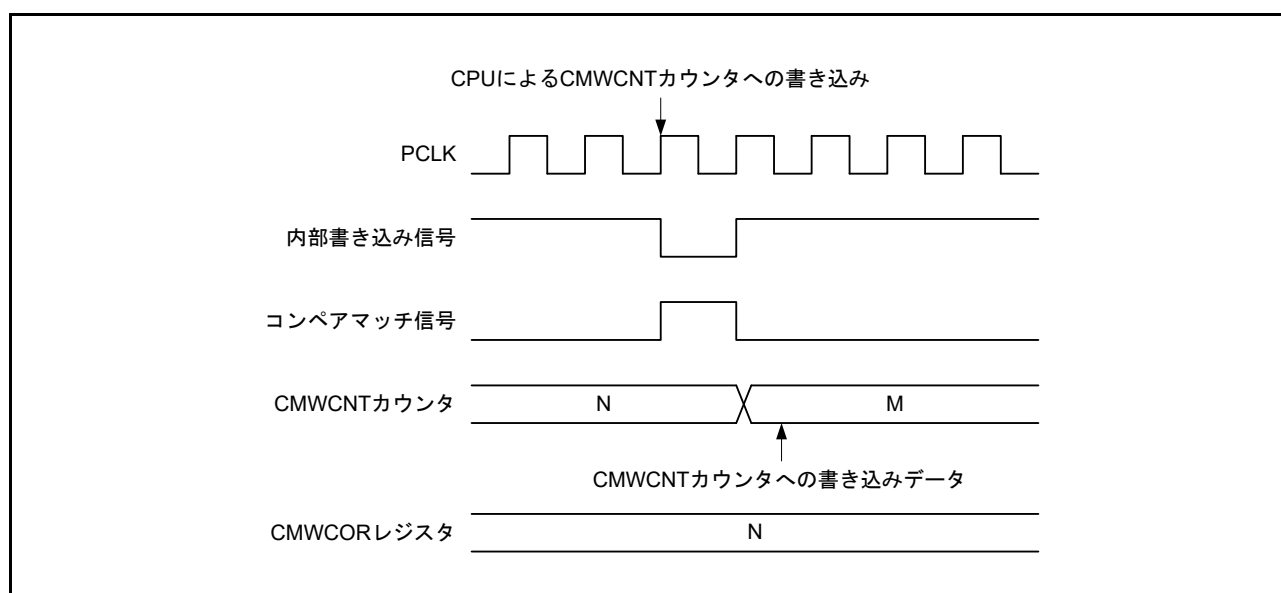 CPUによるCMWCNTカウンタへの書き込み
PCLK
内部書き込み信号
コンペアマッチ信号
CMWCNTカウンタ
N
M
CMWCNTカウンタへの書き込みデータ
CMWCORレジスタ
N